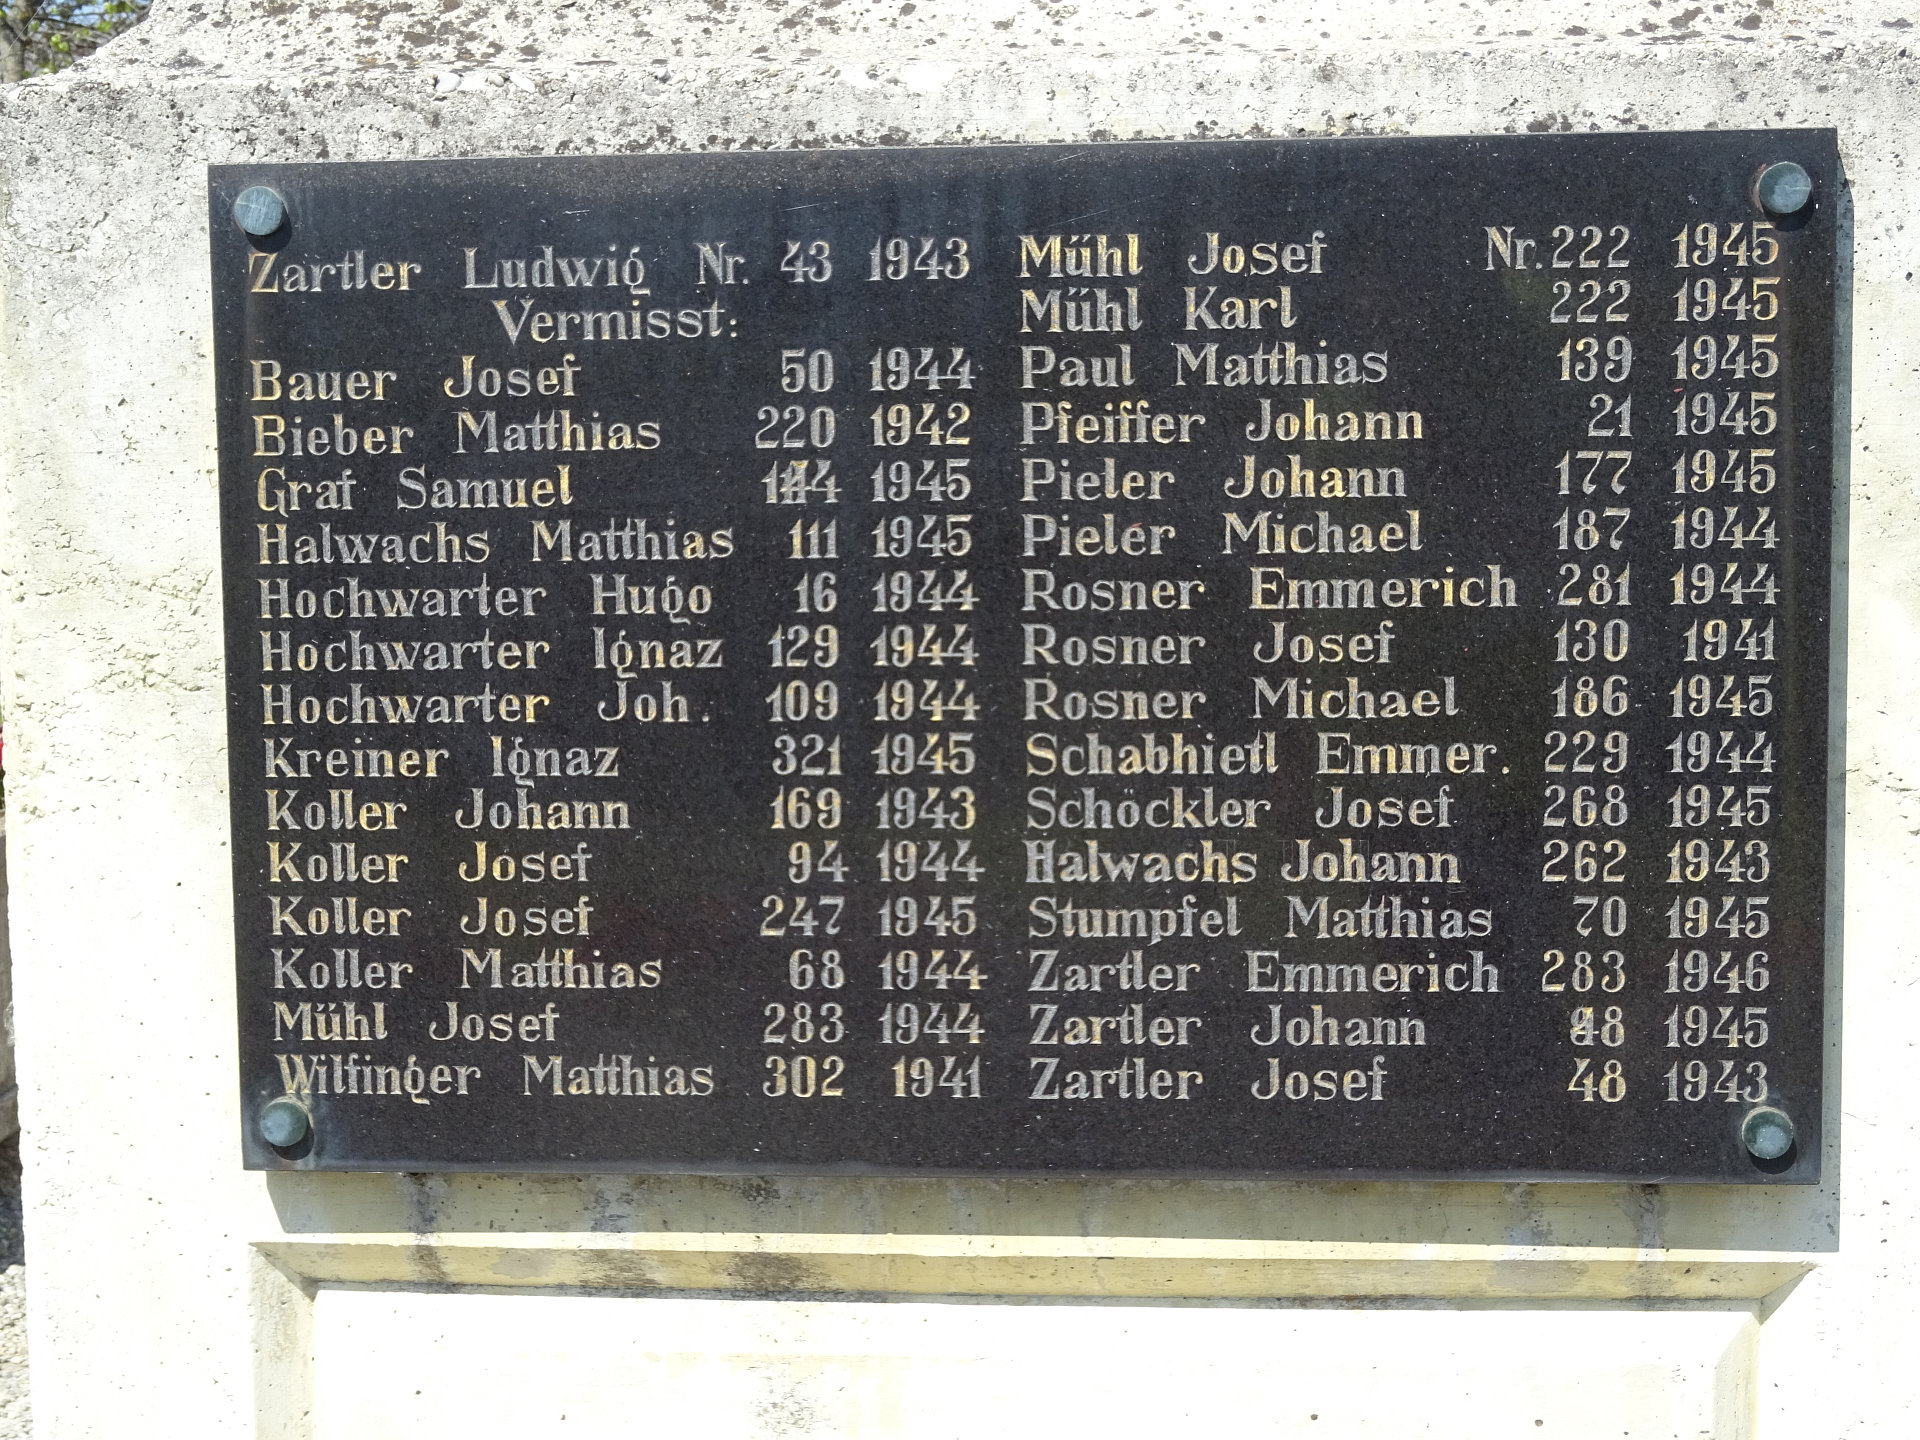 Zartler Ludwig Nr. 43 1943
Vermisst:
Bauer Josef 50 1944
Bieber Matthias 220 1942
Graf Samuel 1945
Halwachs Matthias 111 1945
Hochwarter Hugo 16 1944
Hochwarter Ignaz 129 1944
Hochwarter Joh. 109 1944
Kreiner Ignaz 321 1945
Koller Johann 169 1943
Koller Josef 94 1944
Koller Josef 247 1945
Koller Matthias 68 1944
Mühl Josef 283 1944
Wilfinger Matthias 302 1941
Mühl Josef Nr. 222 1945
Mühl Karl 222 1945
Paul Matthias 139 1945
Pfeiffer Johann 21 1945
Pieler Johann 177 1945
Pieler Michael 187 1944
Rosner Emmerich 281 1944
Rosner Josef 130 1941
Rosner Michael 186 1945
Schabhietl Emmer. 229 1944
Schöckler Josef 268 1945
Halwachs Johann 262 1943
Stumpfel Matthias 70 1945
Zartler Emmerich 283 1946
Zartler Johann 1945
Zartler Josef 48 1943